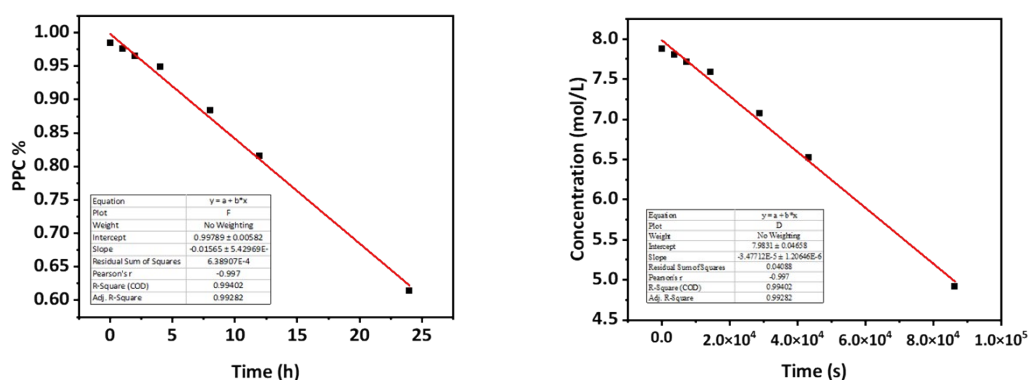 1.00
0.95
0.90
0.85
0.80
0.75
0.70
0.65
0.60
PPC %
Equation y = a + b*x
Plot F
Weight No Weighting
Intercept 0.99789 ± 0.00582
Slope -0.01565 ± 5.42969E-
Residual Sum of Squares 6.38907E-4
Pearson's r -0.997
R-Square (COD) 0.99402
Adj. R-Square 0.99282
0 5 10 15 20 25
Time (h)
8.0
7.5
7.0
6.5
6.0
5.5
5.0
4.5
Concentration (mol/L)
Equation y = a + b*x
Plot D
Weight No Weighting
Intercept 7.9831 ± 0.04658
Slope -3.47712E-5 ± 1.20646E-6
Residual Sum of Squares 0.04088
Pearson's r -0.997
R-Square (COD) 0.99402
Adj. R-Square 0.99282
0.0 2.0×10⁴ 4.0×10⁴ 6.0×10⁴ 8.0×10⁴ 1.0×10⁵
Time (s)